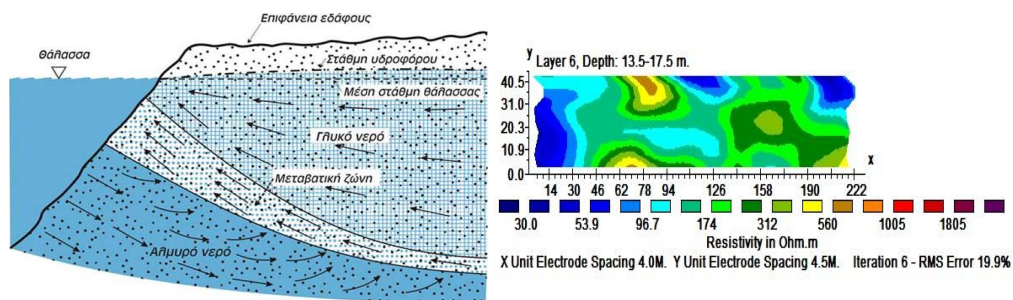 Επιφάνεια εδάφους
θάλασσα
Στάθμη υδροφόρου
Μέση στάθμη θάλασσας
Γλυκό νερό
Μεταβατική ζώνη
Αλμυρό νερό
y
Layer 6, Depth: 13.5-17.5 m.
40.5
31.0
20.3
10.9
0.0
x
14 30 46 62 78 94 126 158 190 222
30.0 53.9 96.7 174 312 560 1005 1805
Resistivity in Ohm.m
X Unit Electrode Spacing 4.0M. Y Unit Electrode Spacing 4.5M. Iteration 6 - RMS Error 19.9%